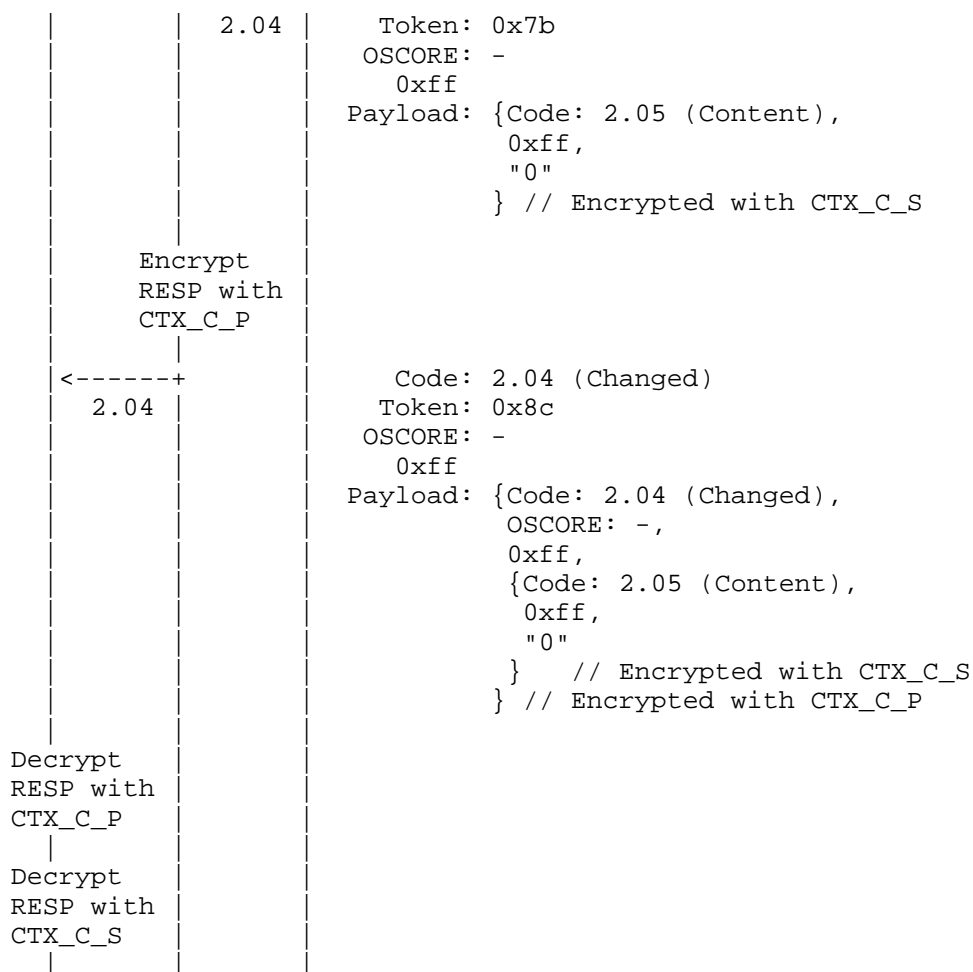 | | 2.04 | Token: 0x7b
| | | OSCORE: -
| | | 0xff
| | | Payload: {Code: 2.05 (Content),
| | | 0xff,
| | | "0"
| | | } // Encrypted with CTX_C_S
| | |
| Encrypt |
| RESP with |
| CTX_C_P |
| | |
|<------+ | Code: 2.04 (Changed)
| 2.04 | | Token: 0x8c
| | | OSCORE: -
| | | 0xff
| | | Payload: {Code: 2.04 (Changed),
| | | OSCORE: -,
| | | 0xff,
| | | {Code: 2.05 (Content),
| | | 0xff,
| | | "0"
| | | } // Encrypted with CTX_C_S
| | | } // Encrypted with CTX_C_P
| | |
Decrypt | |
RESP with | |
CTX_C_P | |
| | |
Decrypt | |
RESP with | |
CTX_C_S | |
| | |